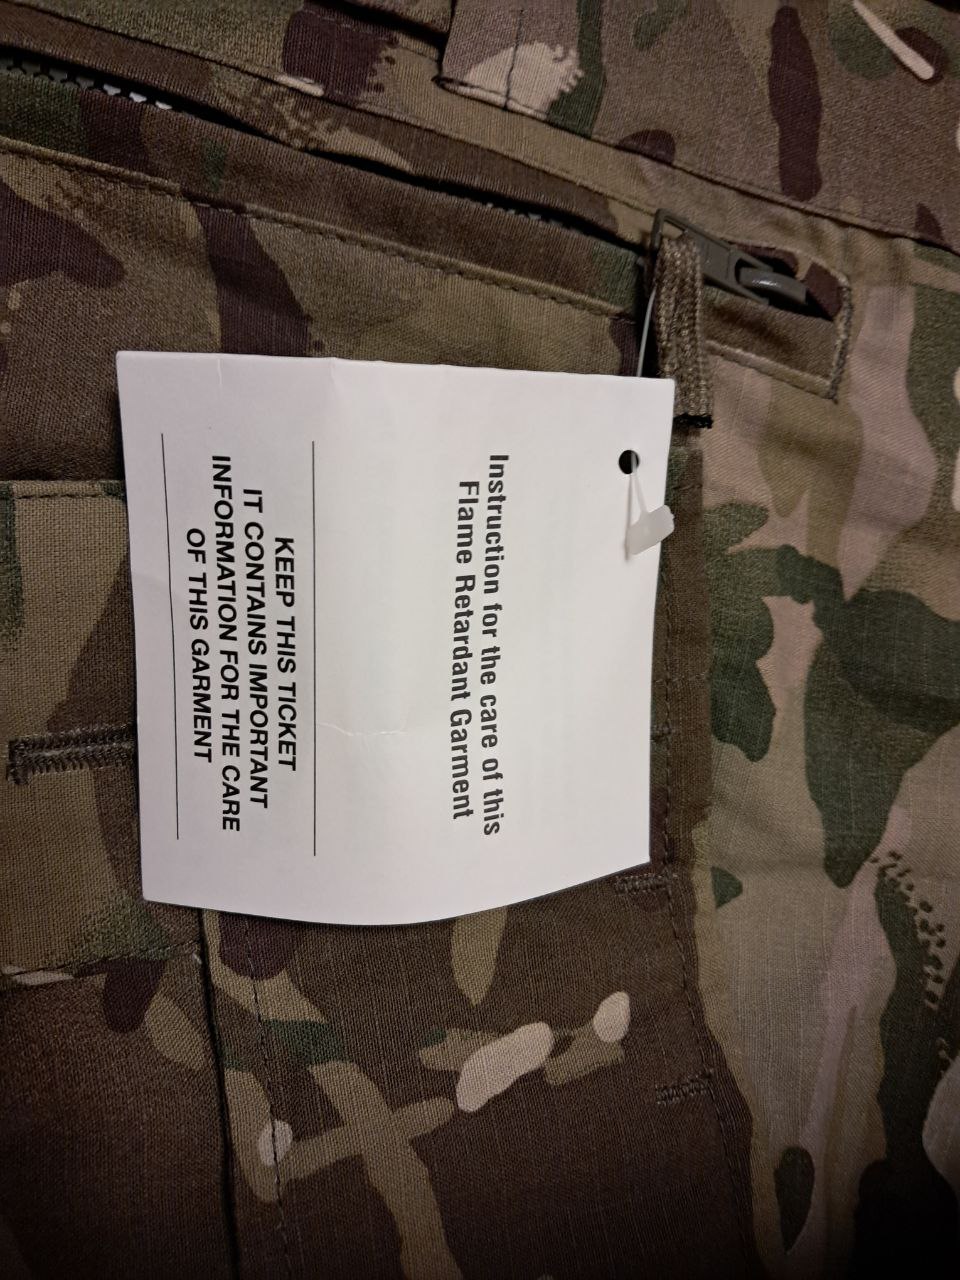 Instruction for the care of this
Flame Retardant Garment
KEEP THIS TICKET
IT CONTAINS IMPORTANT
INFORMATION FOR THE CARE
OF THIS GARMENT